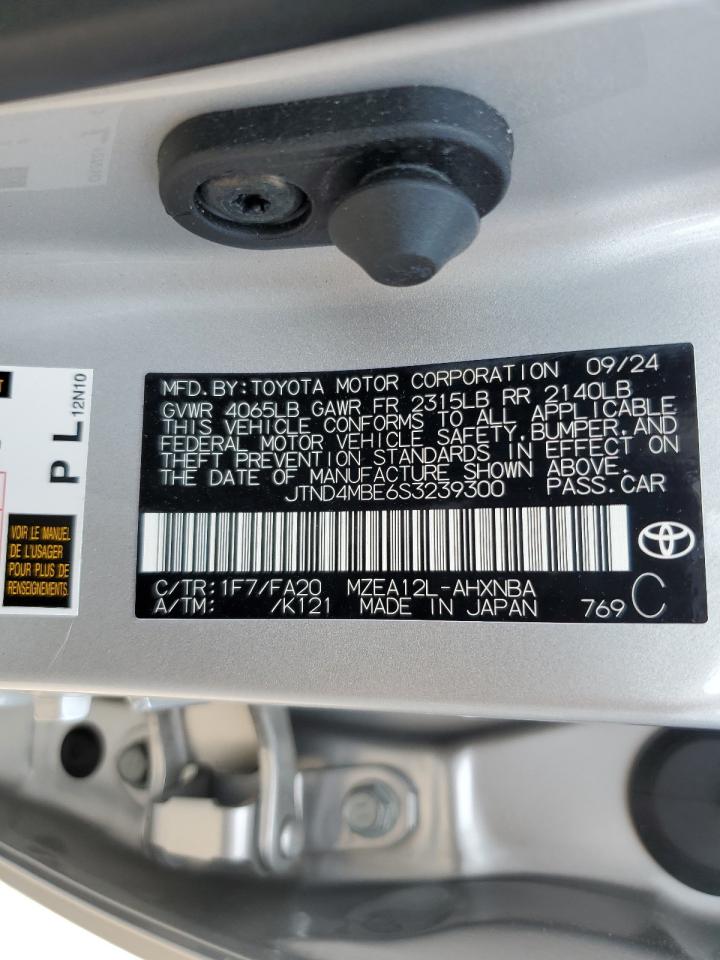 MFD.BY:TOYOTA MOTOR CORPORATION 09/24
GVWR 4065LB GAWR FR 2315LB RR 2140LB
THIS VEHICLE CONFORMS TO ALL APPLICABLE
FEDERAL MOTOR VEHICLE SAFETY,BUMPER,AND
THEFT PREVENTION STANDARDS IN EFFECT ON
THE DATE OF MANUFACTURE SHOWN ABOVE.
JTND4MBE6S3239300 PASS.CAR
C/TR:1F7/FA20 MZEA12L-AHXNBA
A/TM: /K121 MADE IN JAPAN 769 C
P L
12N10
VOIR LE MANUEL
DE L'USAGER
POUR PLUS DE
RENSEIGNEMENTS